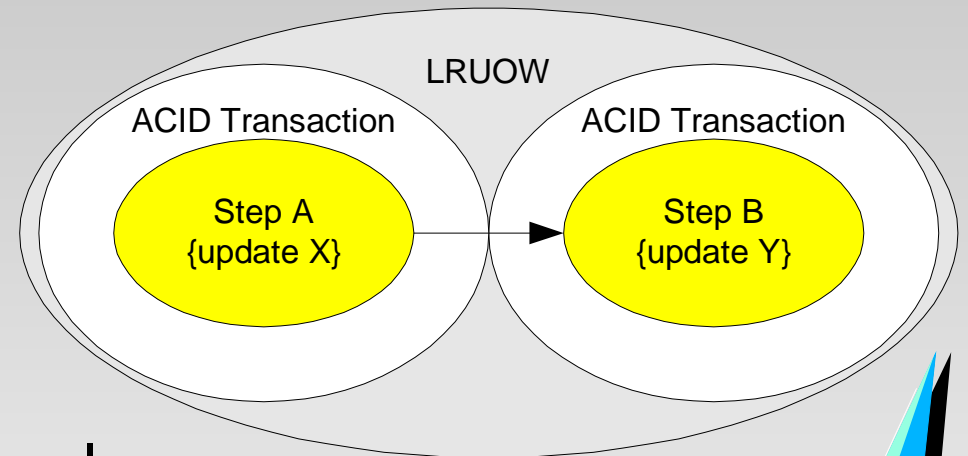 LRUOW
ACID Transaction
ACID Transaction
Step A
{update X}
Step B
{update Y}